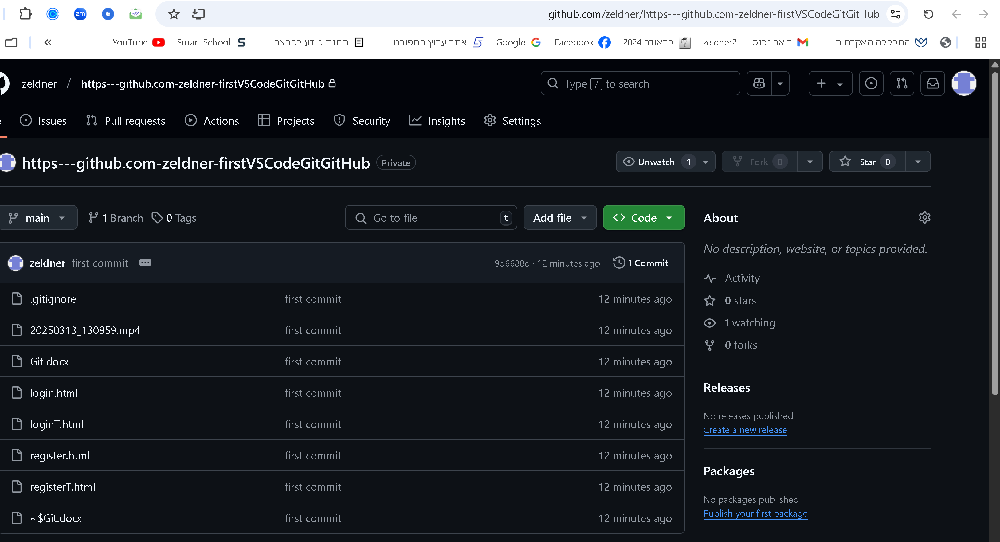 github.com/zeldner/https---github.com-zeldner-firstVSCodeGitGitHub
zm
YouTube
Smart School
תחנת מידע למרצה...
אתר ערוץ הספורט -...
Google
Facebook
בראודה 2024
דואר נכנס - zeldner2...
המכללה האקדמית...
zeldner / https---github.com-zeldner-firstVSCodeGitGitHub
Type / to search
Issues
Pull requests
Actions
Projects
Security
Insights
Settings
https---github.com-zeldner-firstVSCodeGitGitHub Private
Unwatch 1
Fork 0
Star 0
main
1 Branch
0 Tags
Go to file t
Add file
Code
zeldner first commit
9d6688d · 12 minutes ago
1 Commit
.gitignore first commit 12 minutes ago
20250313_130959.mp4 first commit 12 minutes ago
Git.docx first commit 12 minutes ago
login.html first commit 12 minutes ago
loginT.html first commit 12 minutes ago
register.html first commit 12 minutes ago
registerT.html first commit 12 minutes ago
~$Git.docx first commit 12 minutes ago
About
No description, website, or topics provided.
Activity
0 stars
1 watching
0 forks
Releases
No releases published
Create a new release
Packages
No packages published
Publish your first package